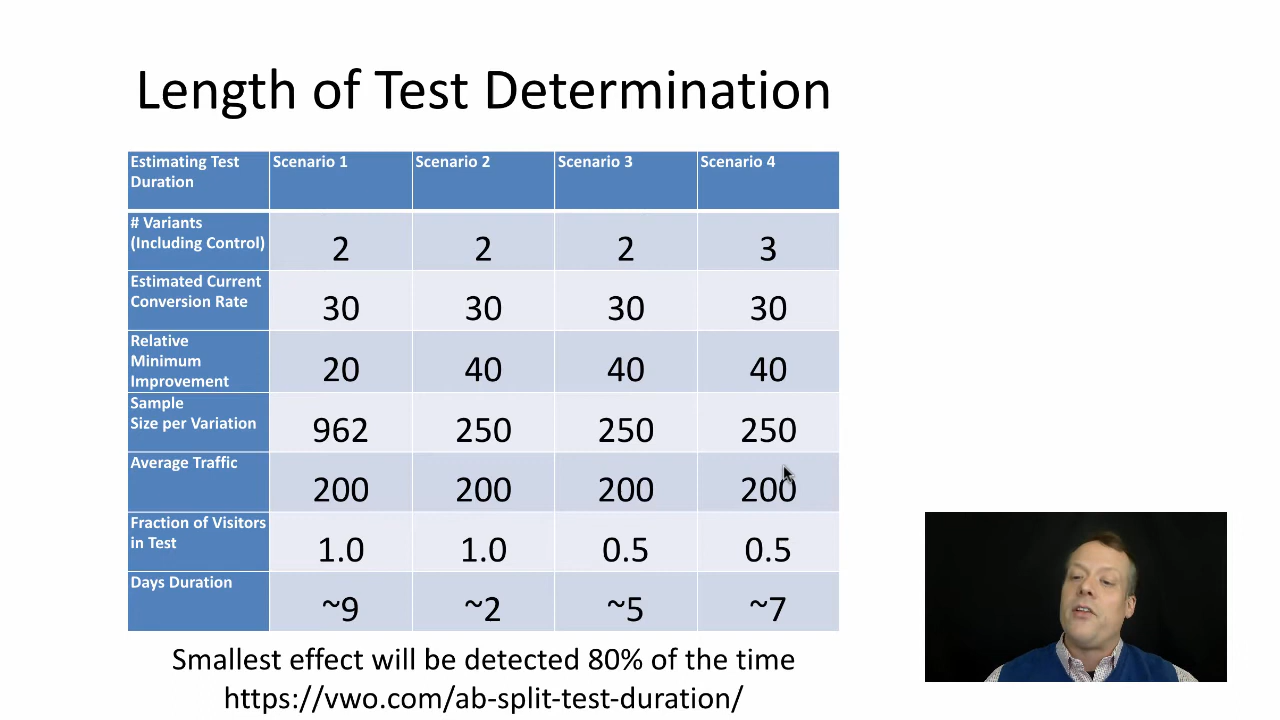 Length of Test Determination
Estimating Test
Duration
Scenario 1
Scenario 2
Scenario 3
Scenario 4
# Variants
(Including Control)
2
2
2
3
Estimated Current
Conversion Rate
30
30
30
30
Relative
Minimum
Improvement
20
40
40
40
Sample
Size per Variation
962
250
250
250
Average Traffic
200
200
200
200
Fraction of Visitors
in Test
1.0
1.0
0.5
0.5
Days Duration
~9
~2
~5
~7
Smallest effect will be detected 80% of the time
https://vwo.com/ab-split-test-duration/